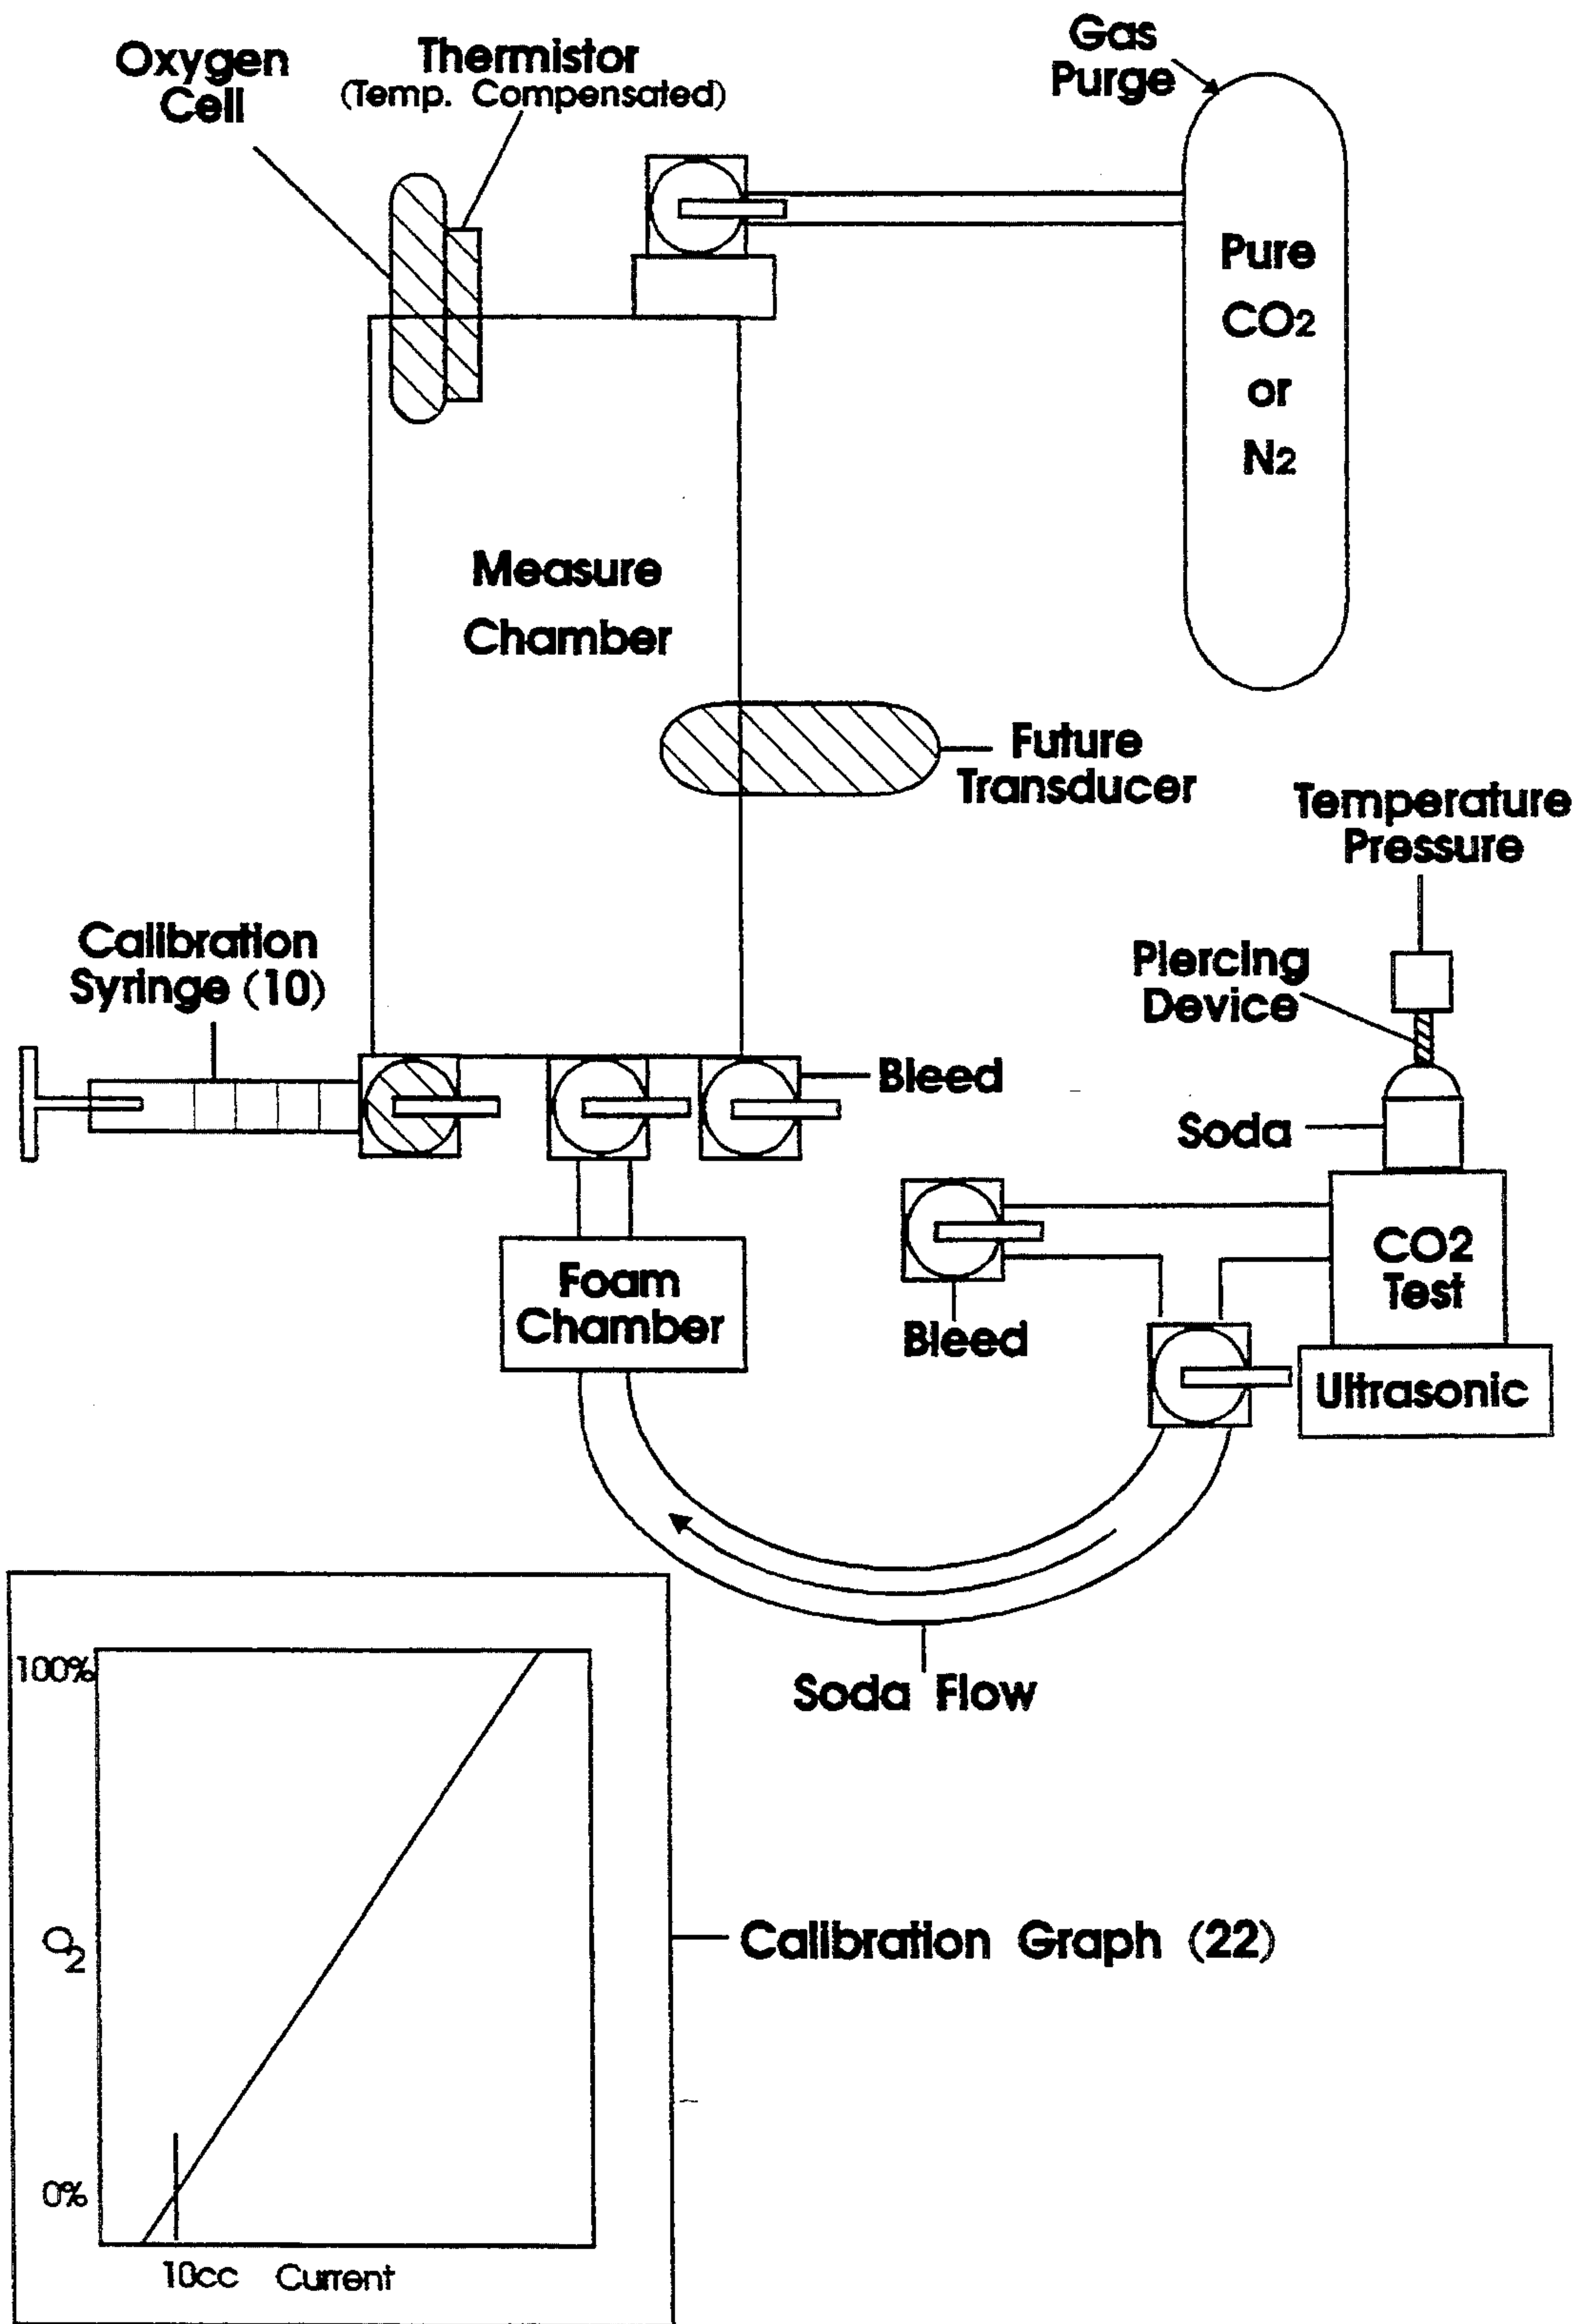 Oxygen
Cell
Thermistor
(Temp. Compensated)
Gas
Purge
Pure
CO2
or
N2
Measure
Chamber
Future
Transducer
Temperature
Pressure
Calibration
Syringe (10)
Piercing
Device
Bleed
Soda
CO2
Test
Foam
Chamber
Bleed
Ultrasonic
Soda Flow
100%
O2
0%
10cc Current
Calibration Graph (22)